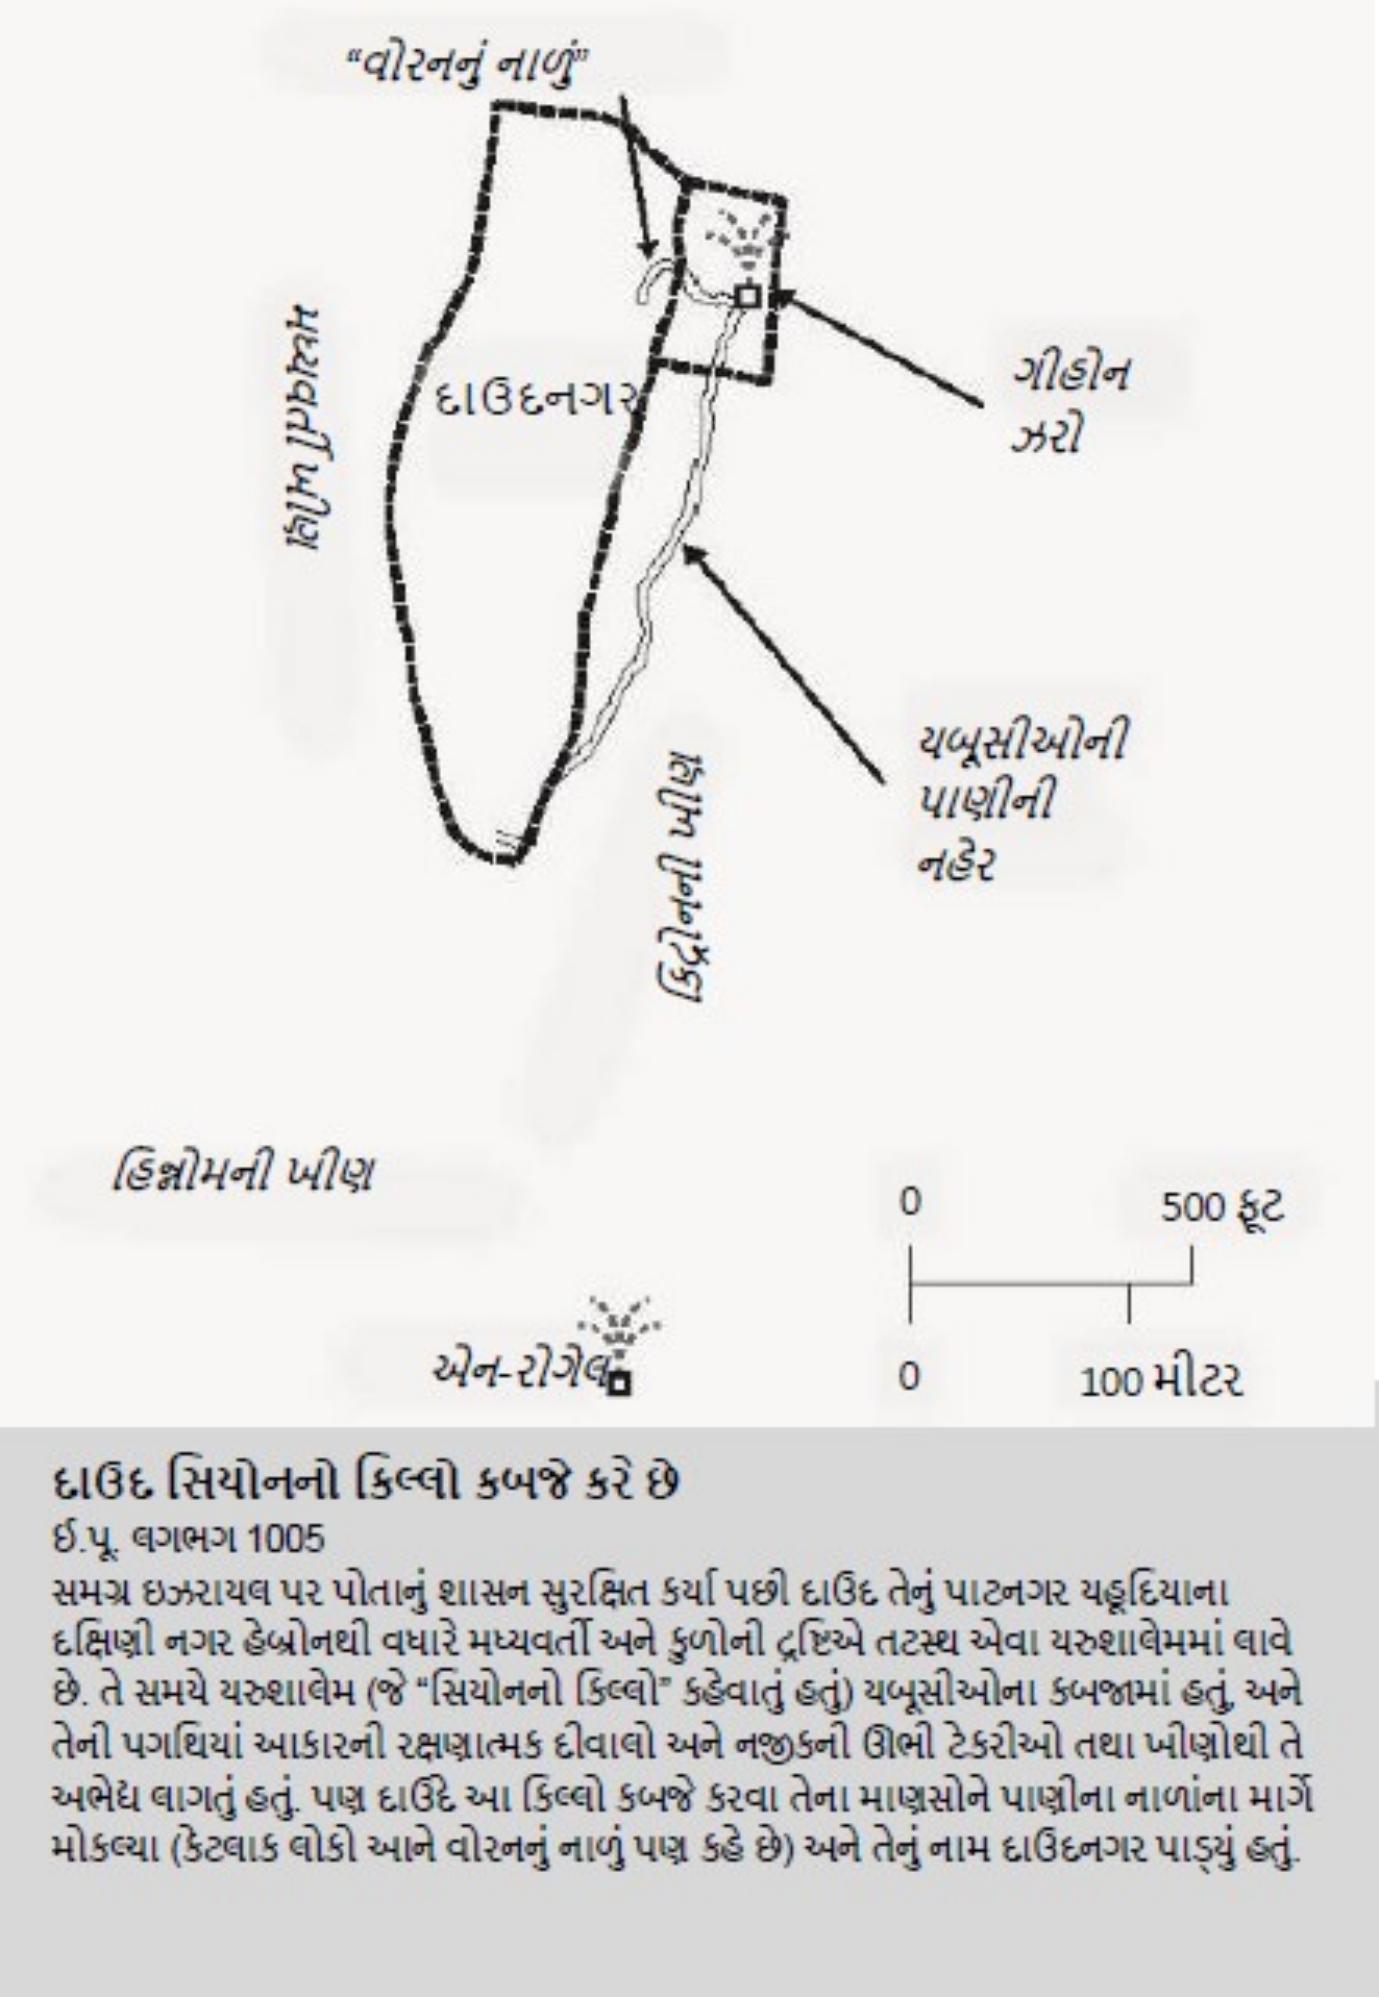 “વોરનનું નાળું”
મધ્યવર્તી ખીણ
દાઉદનગર
ગીહોન
ઝરો
યબૂસીઓની
પાણીની
નહેર
કિદ્રોનની ખીણ
હિન્નોમની ખીણ
0 500 ફૂટ
0 100 મીટર
એન-રોગેલ
દાઉદ સિયોનનો કિલ્લો કબજે કરે છે
ઈ.પૂ. લગભગ 1005
સમગ્ર ઇઝરાયલ પર પોતાનું શાસન સુરક્ષિત કર્યા પછી દાઉદ તેનું પાટનગર યહૂદિયાના
દક્ષિણી નગર હેબ્રોનથી વધારે મધ્યવર્તી અને કુળોની દ્રષ્ટિએ તટસ્થ એવા યરુશાલેમમાં લાવે
છે. તે સમયે યરુશાલેમ (જે “સિયોનનો કિલ્લો” કહેવાતું હતું) યબૂસીઓના કબજામાં હતું, અને
તેની પગથિયાં આકારની રક્ષણાત્મક દીવાલો અને નજીકની ઊભી ટેકરીઓ તથા ખીણોથી તે
અભેદ્ય લાગતું હતું. પણ દાઉદે આ કિલ્લો કબજે કરવા તેના માણસોને પાણીના નાળાંના માર્ગે
મોકલ્યા (કેટલાક લોકો આને વોરનનું નાળું પણ કહે છે) અને તેનું નામ દાઉદનગર પાડ્યું હતું.